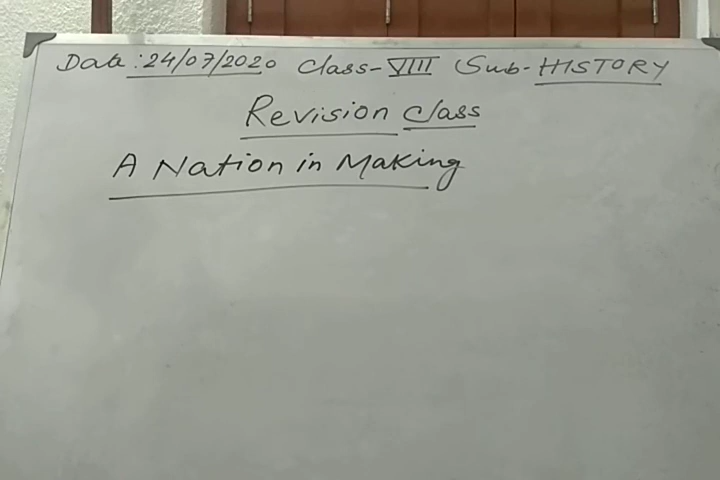 Date: 24/07/2020 Class-VIII Sub-HISTORY
Revision Class
A Nation in Making